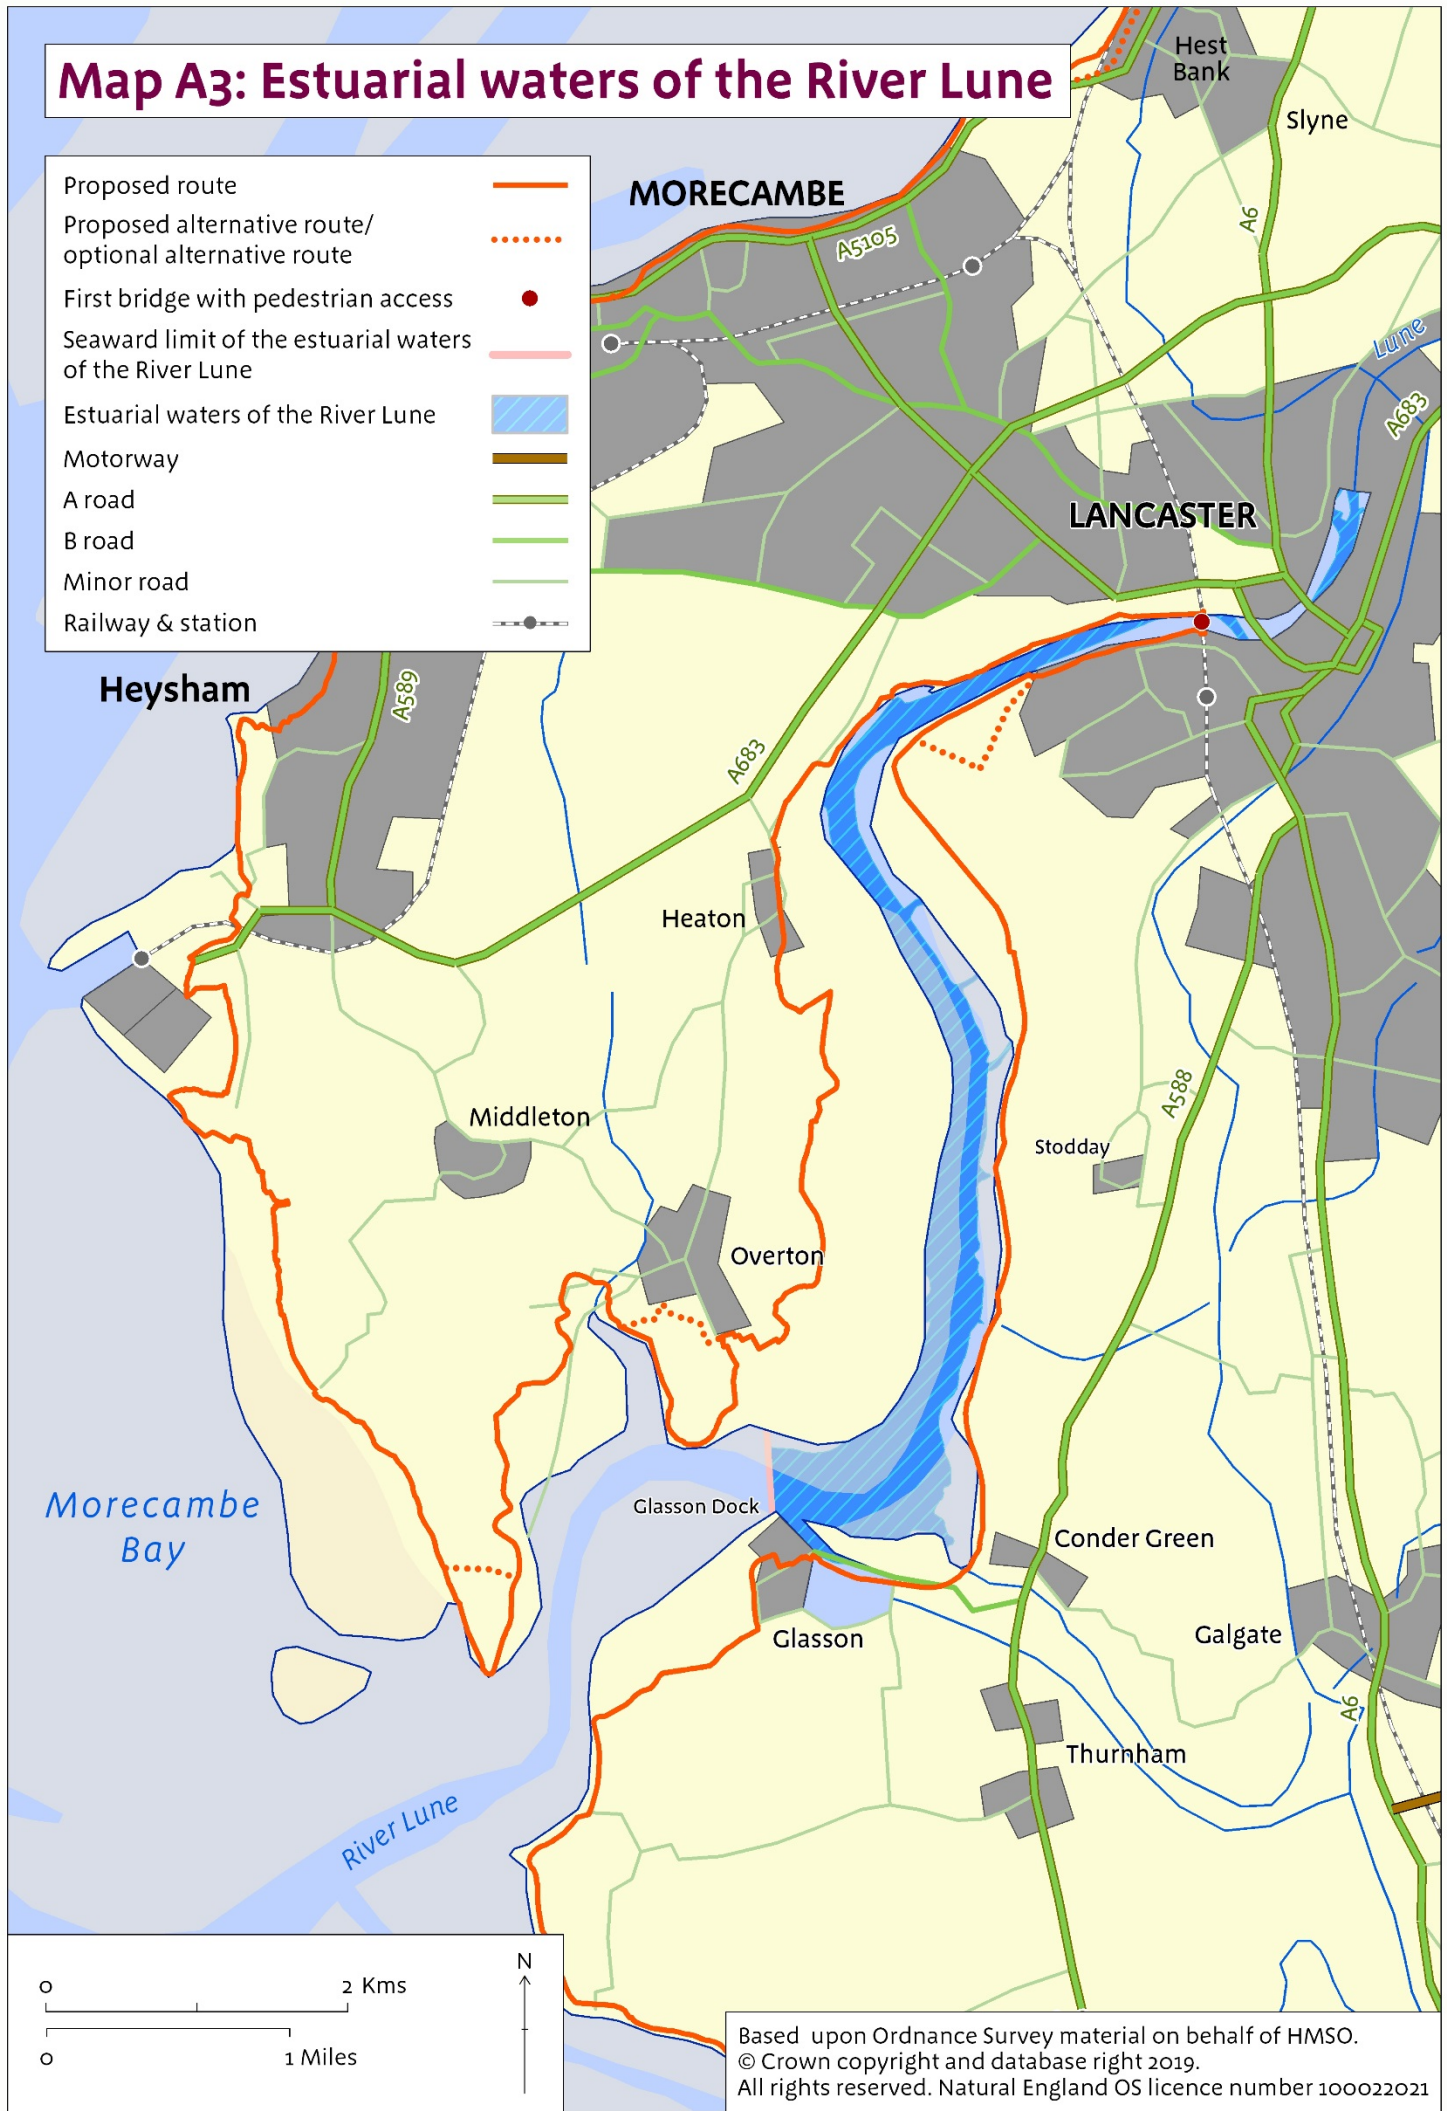 Map A3: Estuarial waters of the River Lune
Proposed route
Proposed alternative route/
optional alternative route
First bridge with pedestrian access
Seaward limit of the estuarial waters
of the River Lune
Estuarial waters of the River Lune
Motorway
A road
B road
Minor road
Railway & station
Hest
Bank
Slyne
MORECAMBE
A5105
A6
Lune
A683
LANCASTER
Heysham
A589
A683
Heaton
Middleton
A588
Stodday
Overton
Morecambe
Bay
Glasson Dock
Conder Green
Glasson
Galgate
A6
Thurnham
River Lune
0
2 Kms
0
1 Miles
N
Based upon Ordnance Survey material on behalf of HMSO.
© Crown copyright and database right 2019.
All rights reserved. Natural England OS licence number 100022021